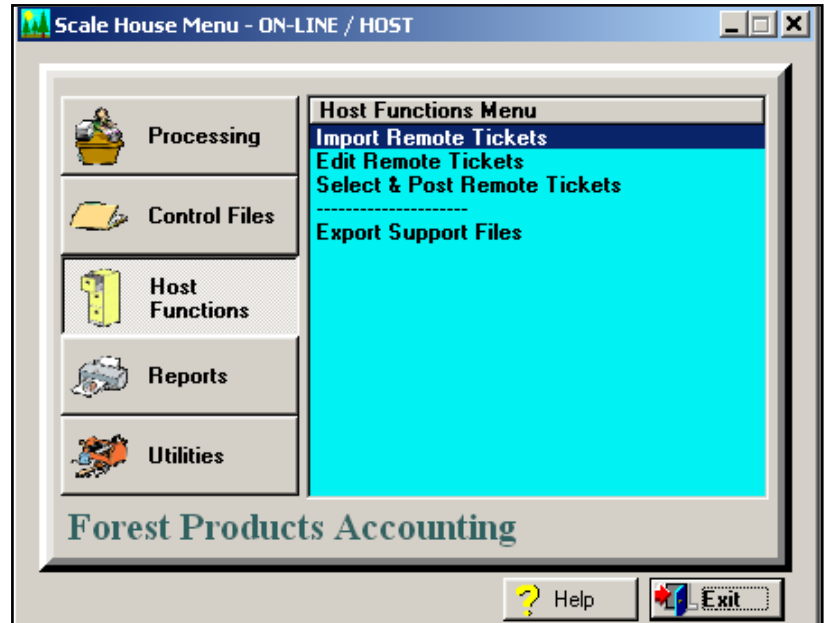 Scale House Menu - ON-LINE / HOST
Processing
Control Files
Host
Functions
Reports
Utilities
Host Functions Menu
Import Remote Tickets
Edit Remote Tickets
Select & Post Remote Tickets
--------------------
Export Support Files
Forest Products Accounting
Help
Exit